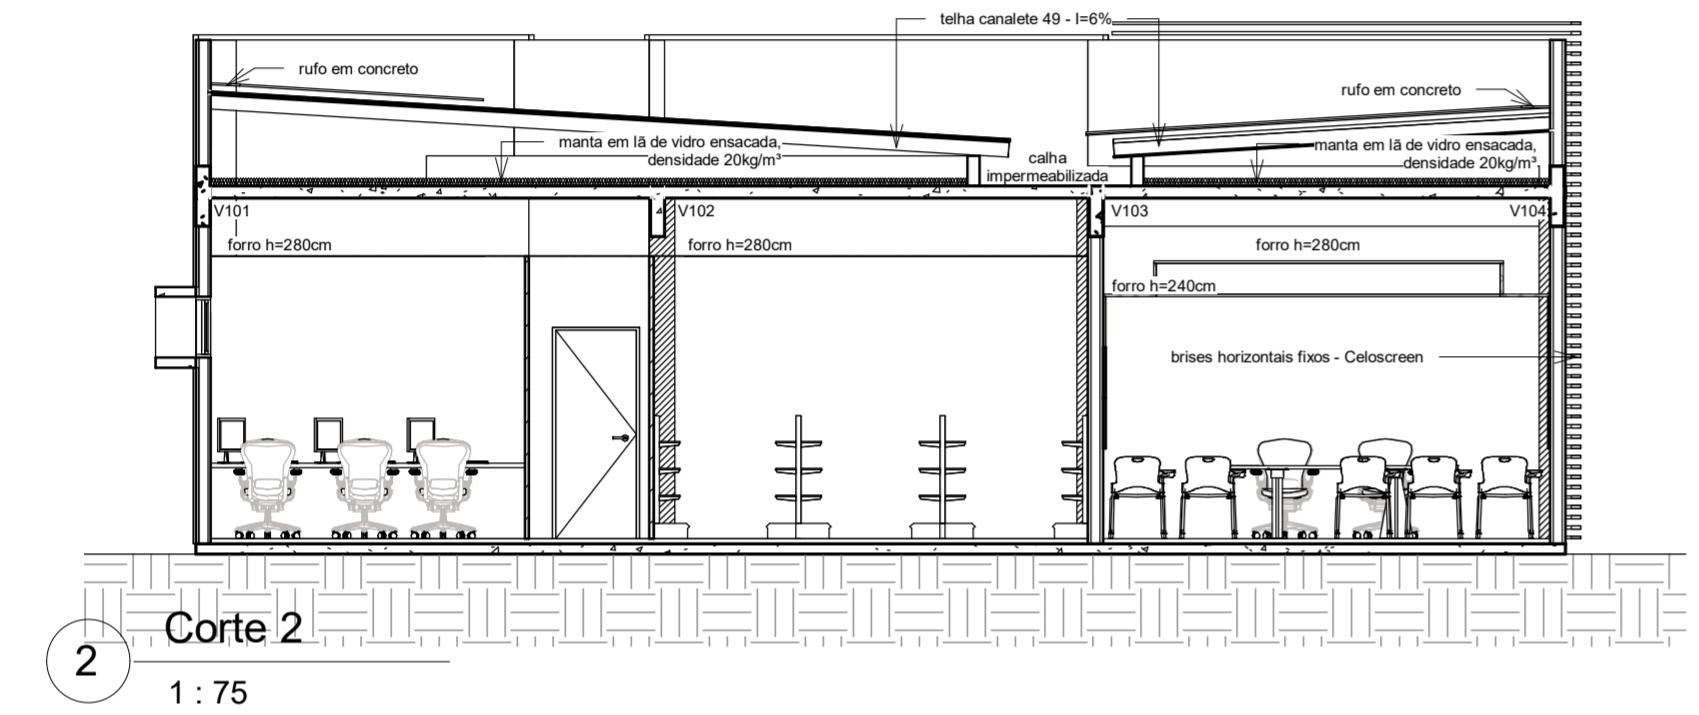 telha canalete 49 - I=6%
rufo em concreto
rufo em concreto
manta em lã de vidro ensacada,
densidade 20kg/m³
calha
impermeabilizada
manta em lã de vidro ensacada,
densidade 20kg/m³
V101
V102
V103
V104
forro h=280cm
forro h=280cm
forro h=280cm
forro h=240cm
brises horizontais fixos - Celoscreen
2
Corte 2
1 : 75